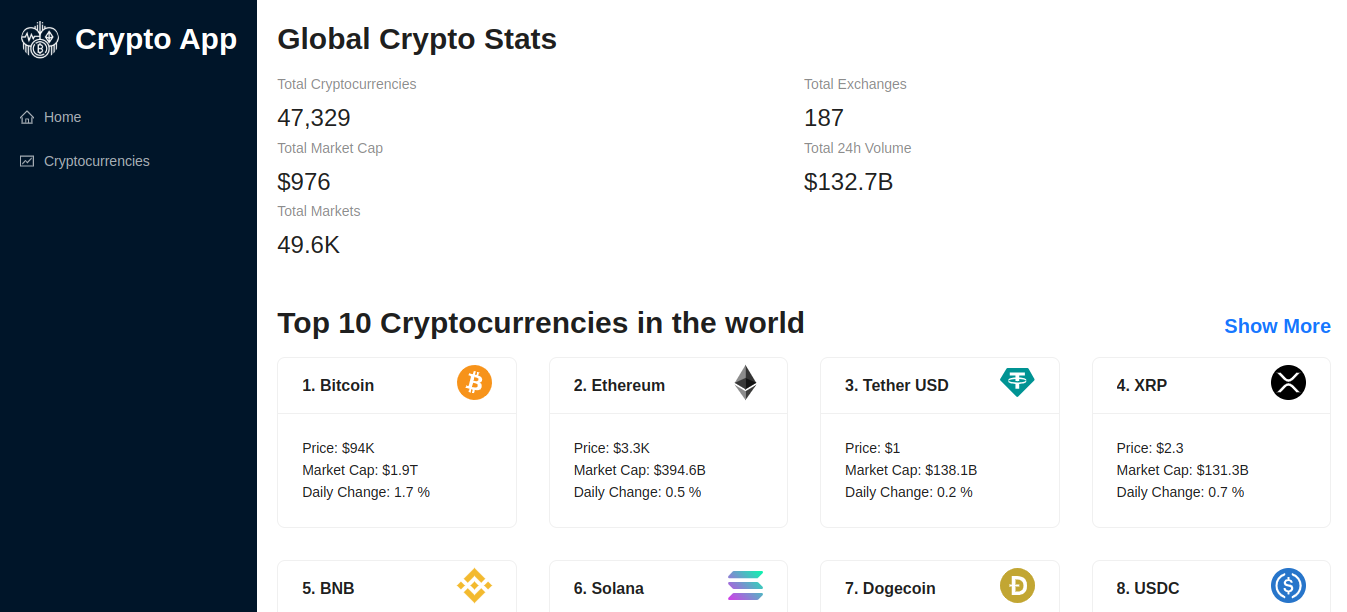 Crypto App
Home
Cryptocurrencies
Global Crypto Stats
Total Cryptocurrencies
47,329
Total Exchanges
187
Total Market Cap
$976
Total 24h Volume
$132.7B
Total Markets
49.6K
Top 10 Cryptocurrencies in the world
Show More
1. Bitcoin
Price: $94K
Market Cap: $1.9T
Daily Change: 1.7 %
2. Ethereum
Price: $3.3K
Market Cap: $394.6B
Daily Change: 0.5 %
3. Tether USD
Price: $1
Market Cap: $138.1B
Daily Change: 0.2 %
4. XRP
Price: $2.3
Market Cap: $131.3B
Daily Change: 0.7 %
5. BNB
6. Solana
7. Dogecoin
8. USDC